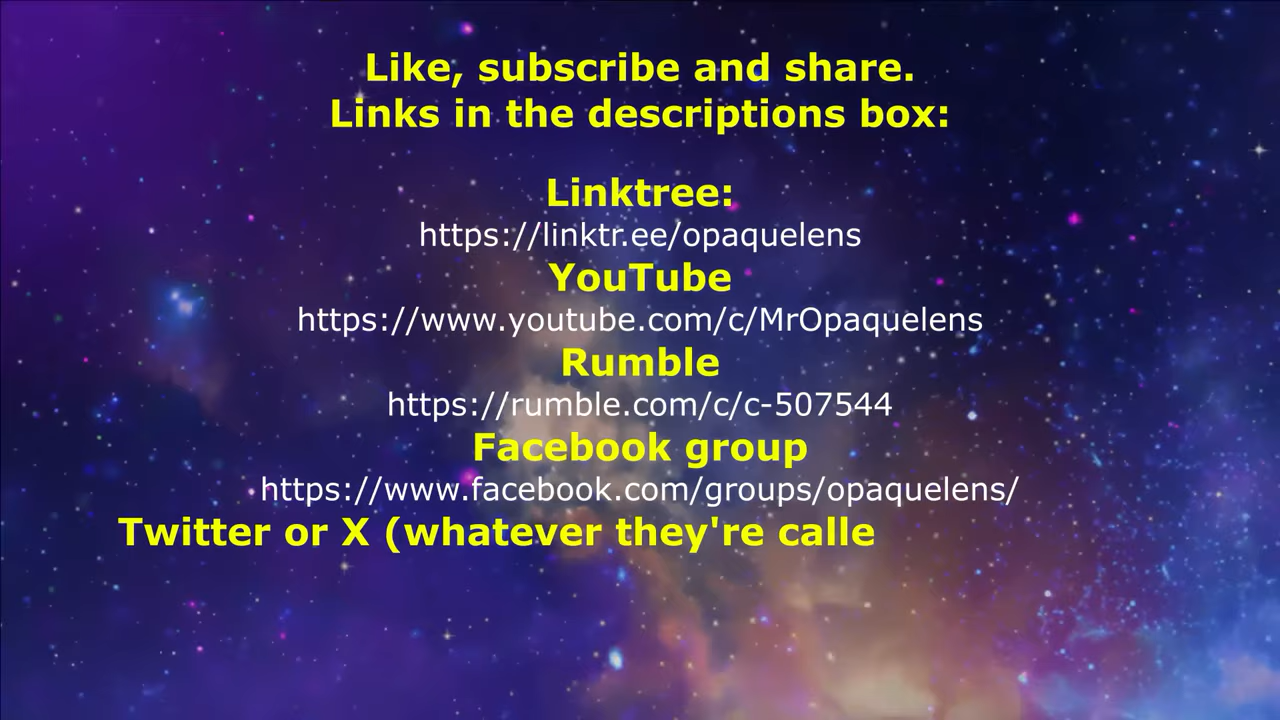 Like, subscribe and share.
Links in the descriptions box:
Linktree:
https://linktr.ee/opaquelens
YouTube
https://www.youtube.com/c/MrOpaquelens
Rumble
https://rumble.com/c/c-507544
Facebook group
https://www.facebook.com/groups/opaquelens/
Twitter or X (whatever they're calle